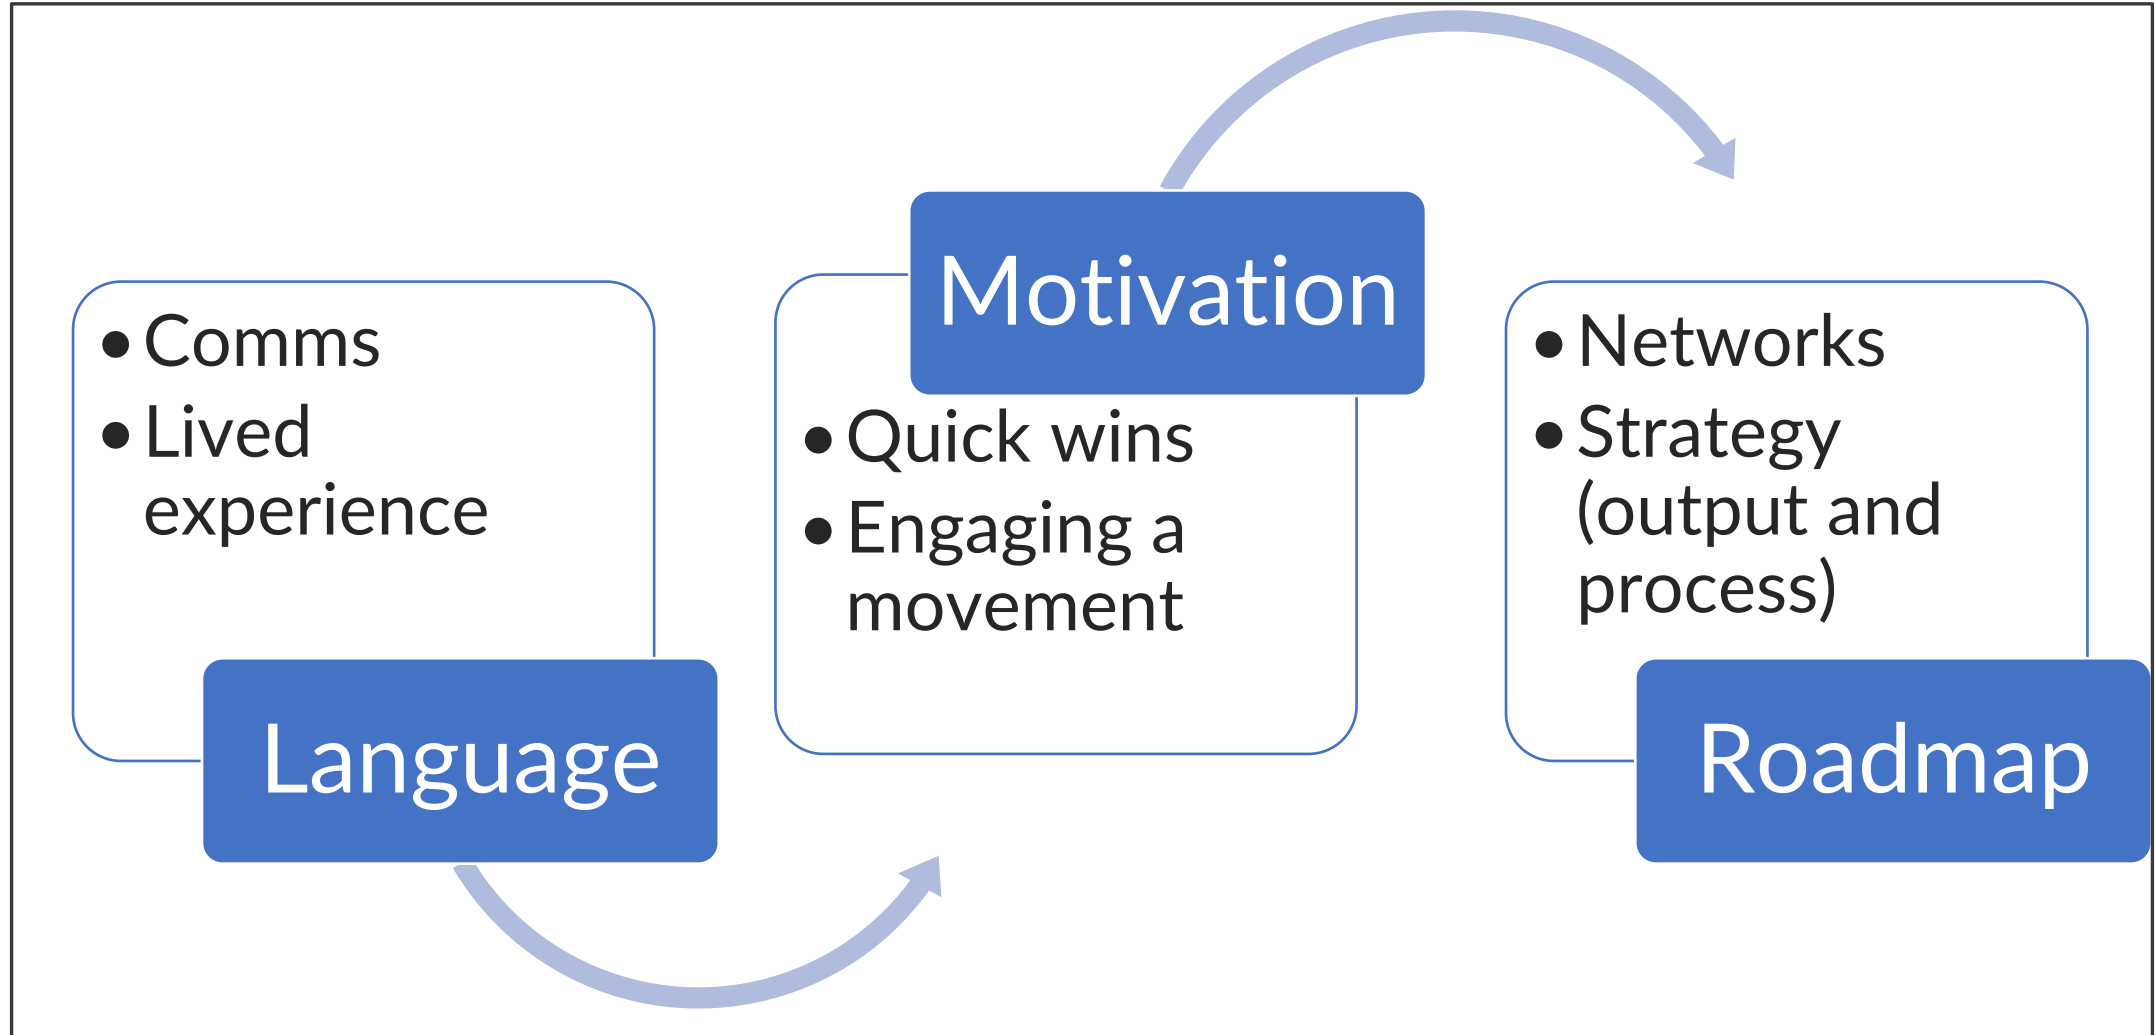 • Comms
• Lived
experience
Language
Motivation
• Quick wins
• Engaging a
movement
• Networks
• Strategy
(output and
process)
Roadmap